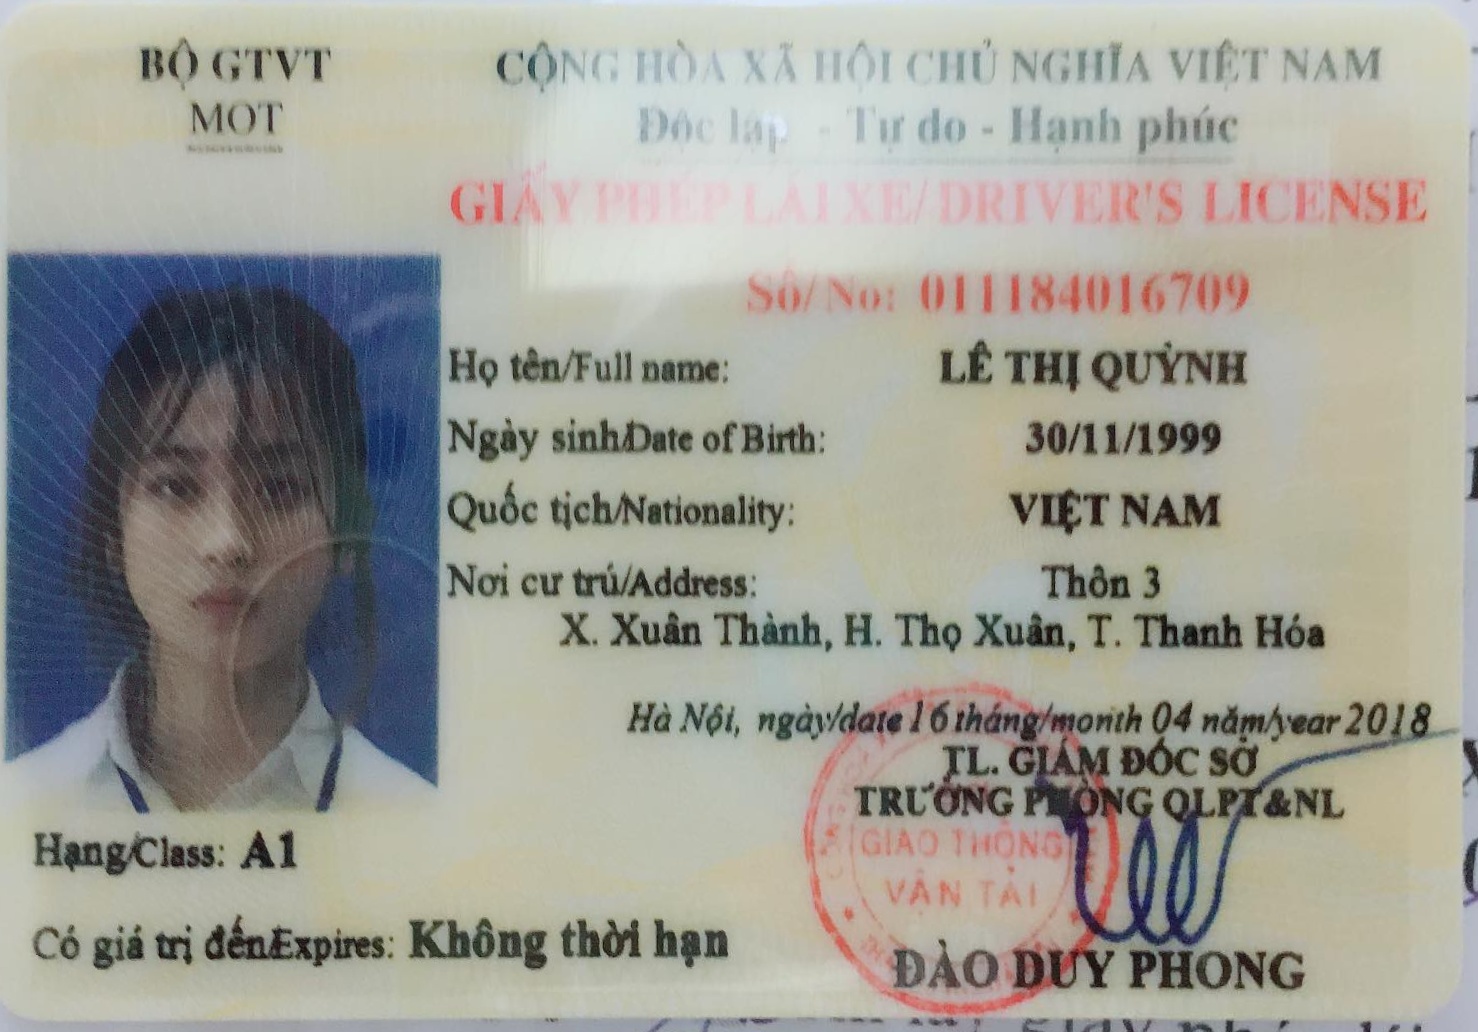 BỘ GTVT
MOT
CỘNG HÒA XÃ HỘI CHỦ NGHĨA VIỆT NAM
Độc lập - Tự do - Hạnh phúc
GIẤY PHÉP LÁI XE/DRIVER'S LICENSE
Số/No: 011184016709
Họ tên/Full name: LÊ THỊ QUỲNH
Ngày sinh/Date of Birth: 30/11/1999
Quốc tịch/Nationality: VIỆT NAM
Nơi cư trú/Address: Thôn 3
X. Xuân Thành, H. Thọ Xuân, T. Thanh Hóa
Hà Nội, ngày/date 16 tháng/month 04 năm/year 2018
TL. GIÁM ĐỐC SỞ
TRƯỞNG PHÒNG QLPT&NL
GIAO THÔNG
VẬN TẢI
ĐÀO DUY PHONG
Hạng/Class: A1
Có giá trị đến/Expires: Không thời hạn